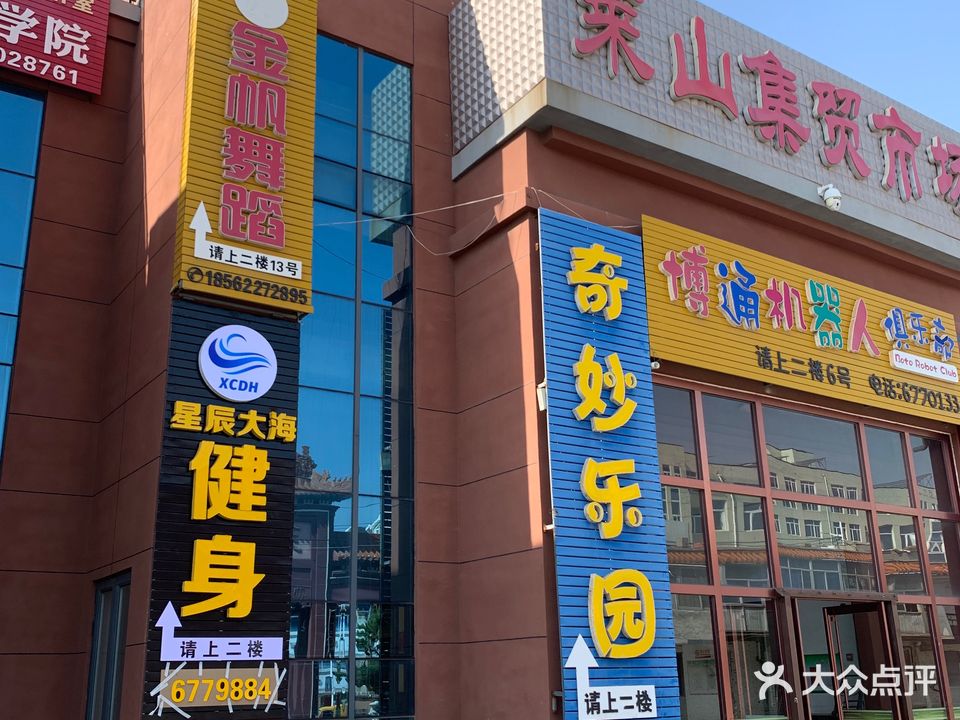 学院
028761
金帆舞蹈
请上二楼13号
18562272895
XCDH
星辰大海
健身
请上二楼
6779884
莱山集贸市场
奇妙乐园
请上二楼
博通机器人俱乐部
Boto Robot Club
请上二楼6号 电话:6770133
大众点评